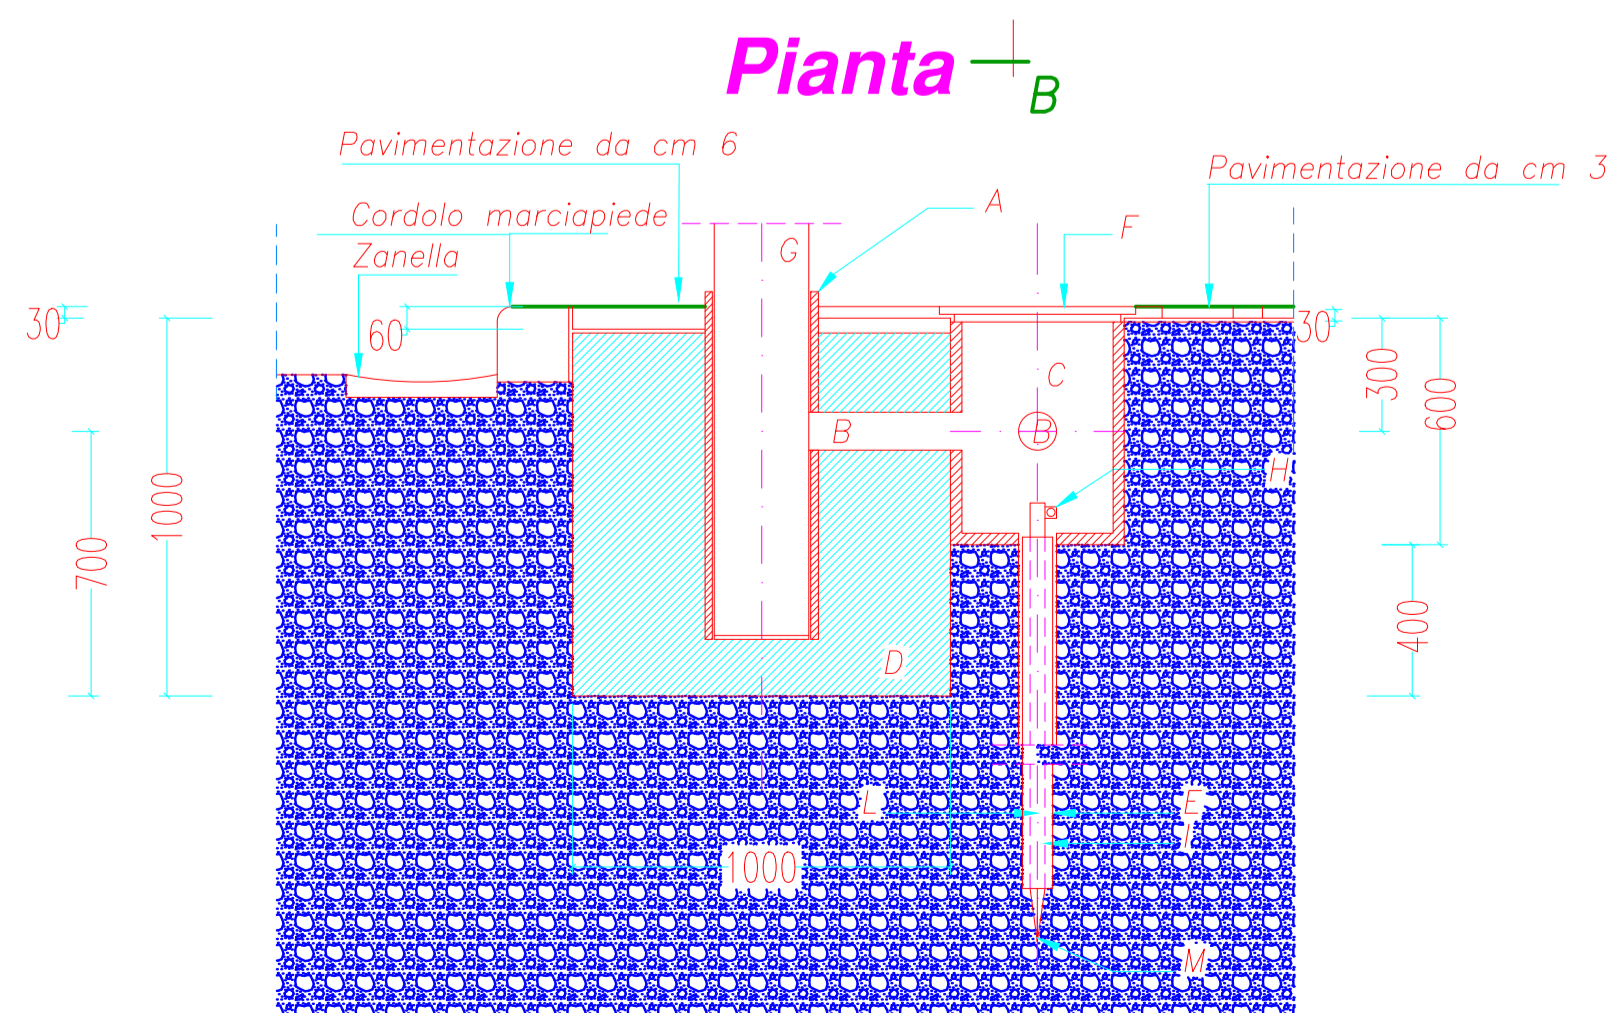 Pianta
B
Pavimentazione da cm 6
Pavimentazione da cm 3
A
Cordolo marciapiede
F
G
Zanella
30
60
30
300
C
600
B
B
H
1000
700
400
D
L
E
I
1000
M